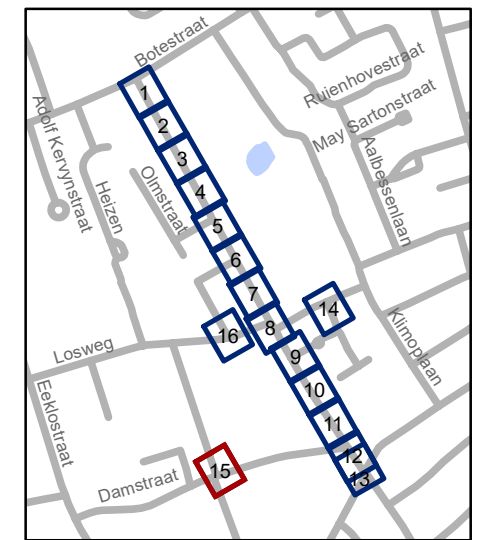 Botestraat
Ruienhovestraat
May Sartonstraat
Adolf Kervynstraat
Heizen
Olmstraat
Aalbessenlaan
1
2
3
4
5
6
7
8
9
10
11
12
13
14
16
15
Losweg
Klimoplaan
Eeklostraat
Damstraat